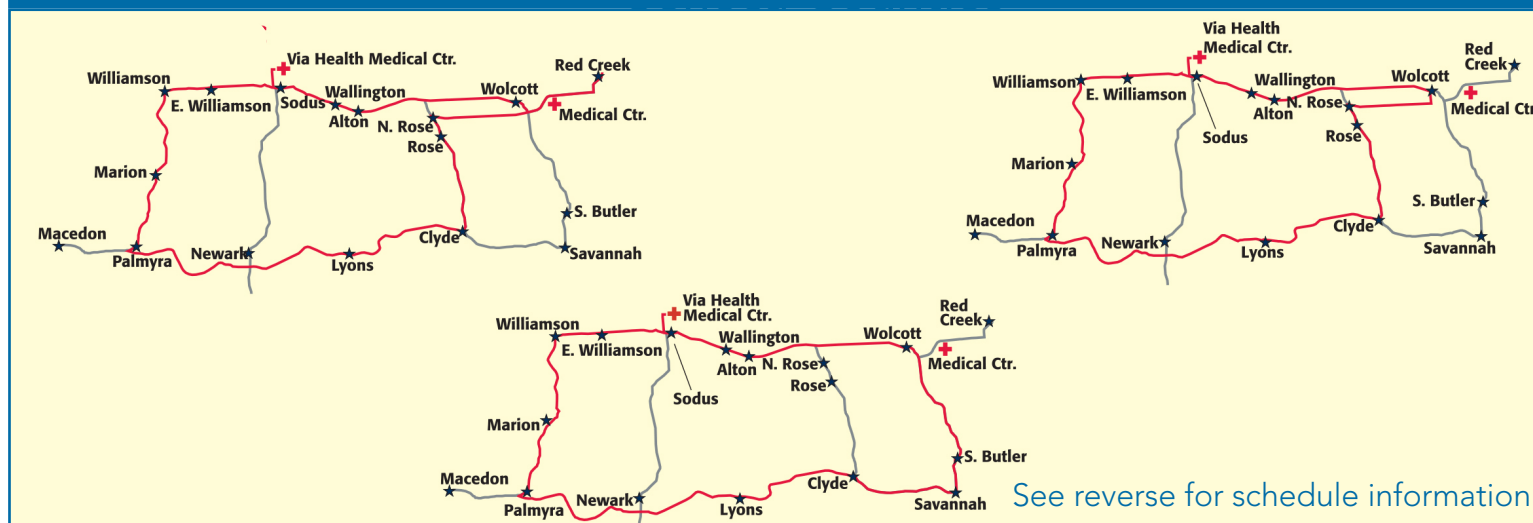 Via Health Medical Ctr.
Red Creek
Williamson
E. Williamson
Sodus
Wallington
Alton
Wolcott
Medical Ctr.
N. Rose
Rose
Marion
S. Butler
Macedon
Palmyra
Newark
Lyons
Clyde
Savannah
Via Health
Medical Ctr.
Red
Creek
Williamson
E. Williamson
Wallington
Wolcott
Alton
N. Rose
Medical Ctr
Rose
Sodus
Marion
S. Butler
Macedon
Palmyra
Newark
Lyons
Clyde
Savannah
Via Health
Medical Ctr.
Red
Creek
Williamson
E. Williamson
Wallington
Wolcott
Alton
N. Rose
Medical Ctr.
Rose
Sodus
Marion
S. Butler
Macedon
Palmyra
Newark
Lyons
Clyde
Savannah
See reverse for schedule information